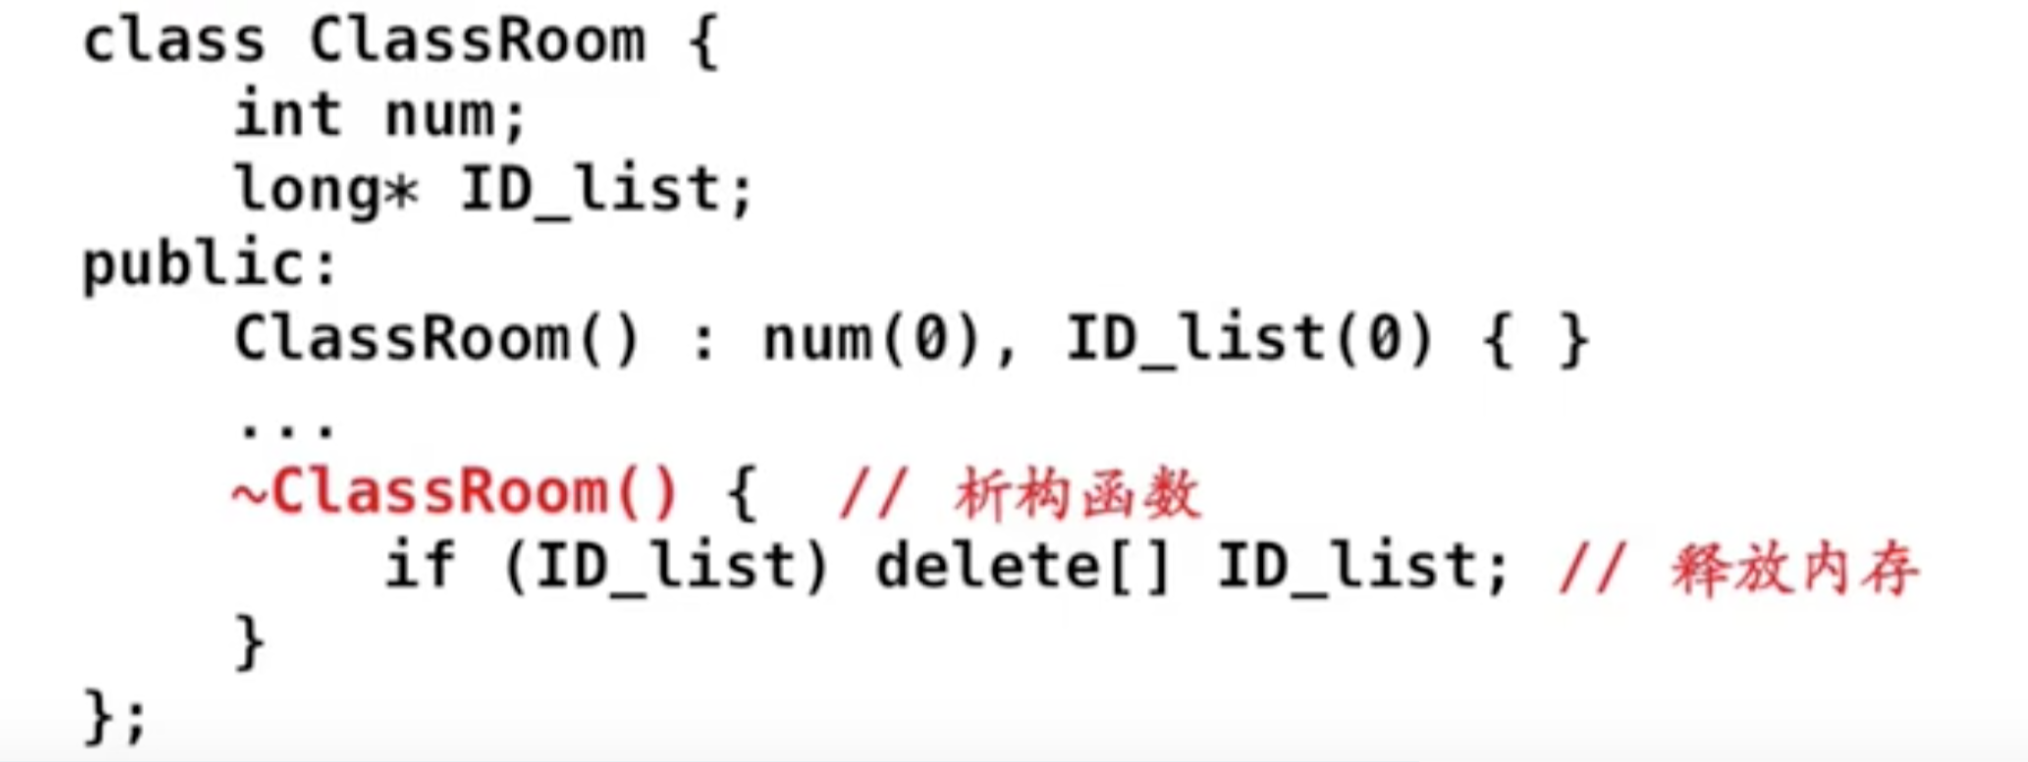 class ClassRoom {
int num;
long* ID_list;
public:
ClassRoom() : num(0), ID_list(0) { }
...
~ClassRoom() { // 析构函数
if (ID_list) delete[] ID_list; // 释放内存
}
};